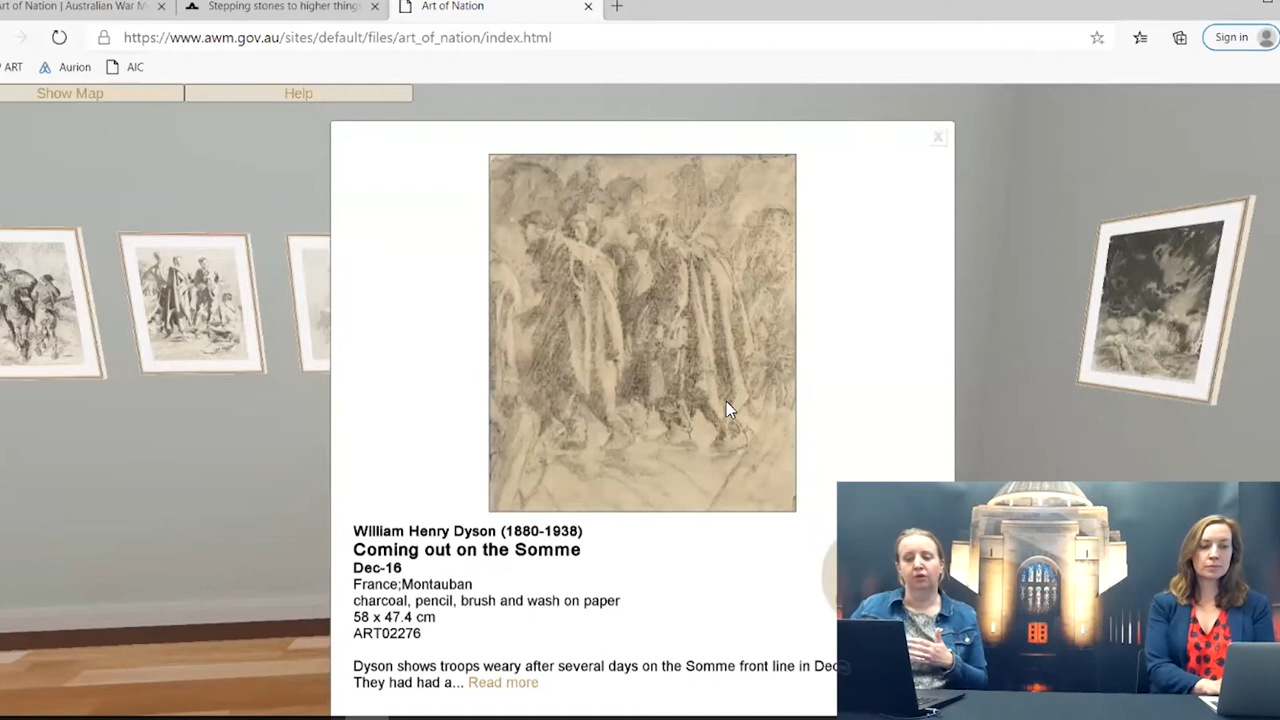 rt of Nation | Australian War M
Stepping stones to higher things
Art of Nation
https://www.awm.gov.au/sites/default/files/art_of_nation/index.html
Sign in
ART
Aurion
AIC
Show Map
Help
X
William Henry Dyson (1880-1938)
Coming out on the Somme
Dec-16
France;Montauban
charcoal, pencil, brush and wash on paper
58 x 47.4 cm
ART02276
Dyson shows troops weary after several days on the Somme front line in Dec
They had had a... Read more